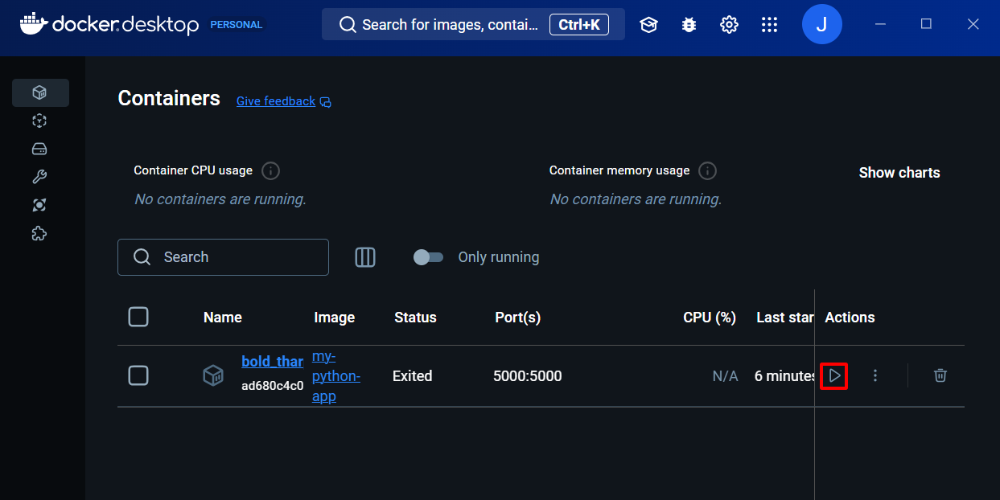 docker.desktop PERSONAL
Search for images, contai... Ctrl+K
J
Containers Give feedback
Container CPU usage
No containers are running.
Container memory usage
No containers are running.
Show charts
Search
Only running
Name Image Status Port(s) CPU (%) Last star Actions
bold_thar
ad680c4c0
my-
python-
app
Exited 5000:5000 N/A 6 minutes